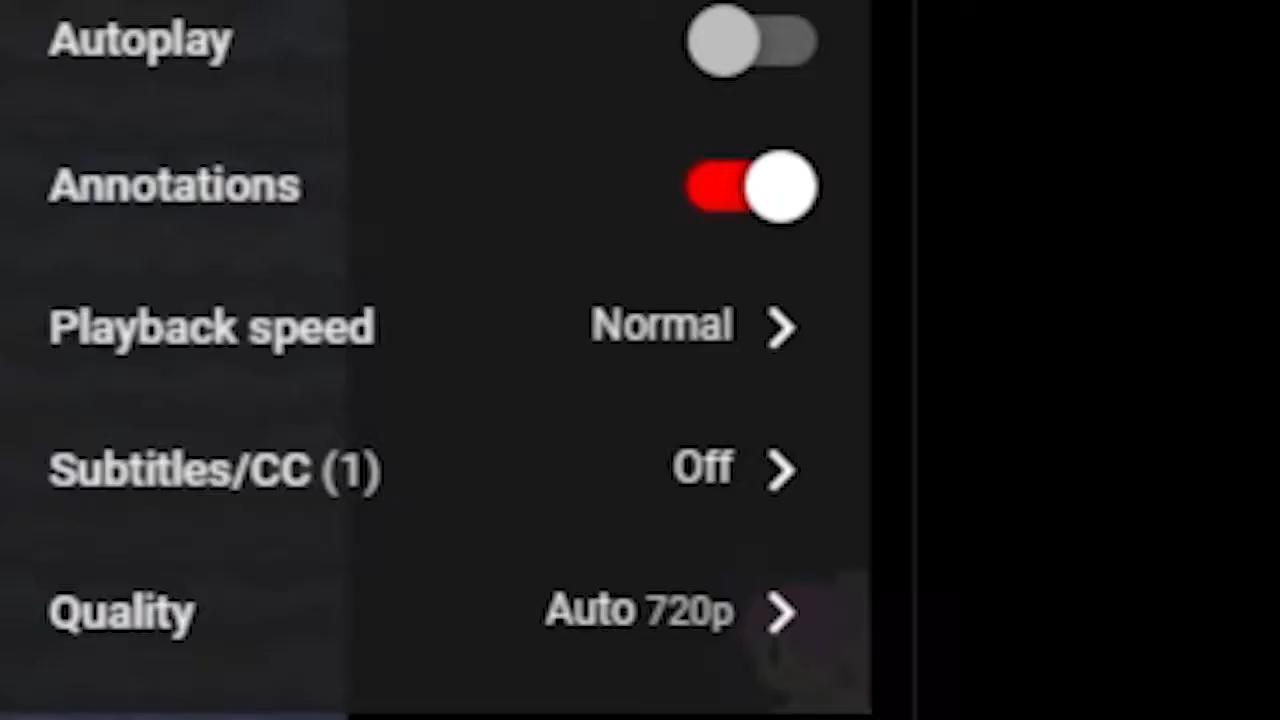 Autoplay
Annotations
Playback speed Normal
Subtitles/CC (1) Off
Quality Auto 720p